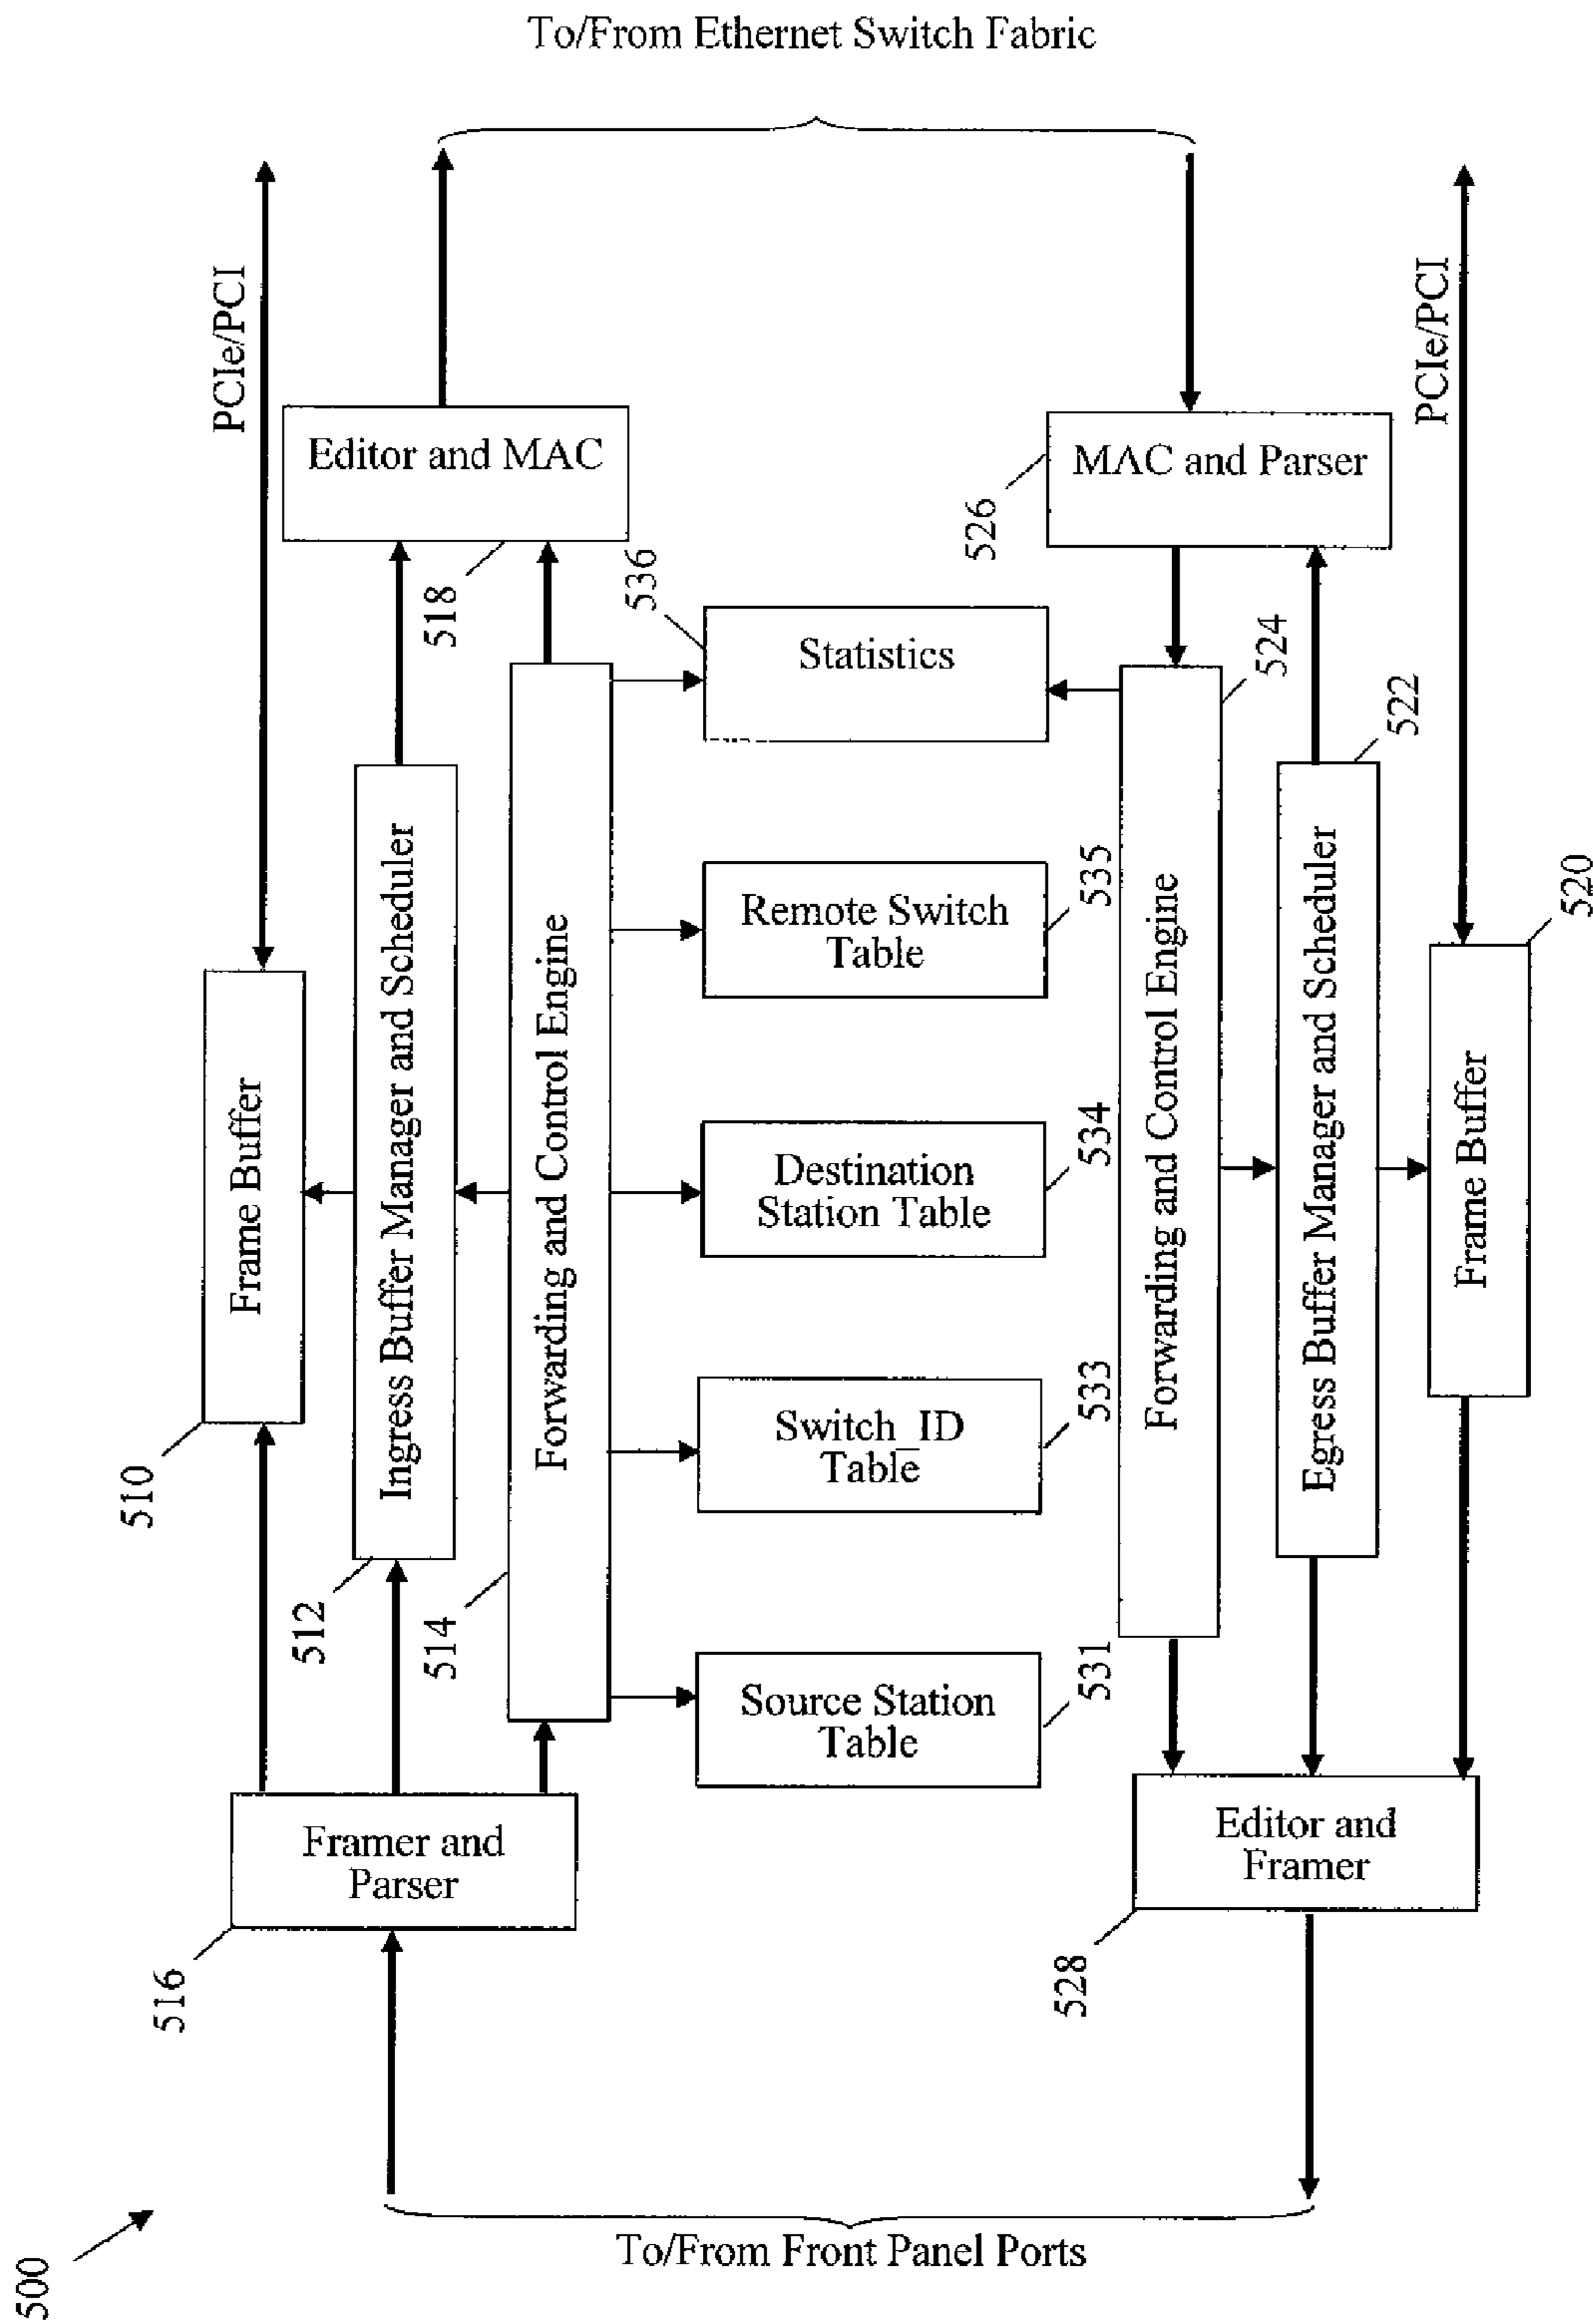 To/From Ethernet Switch Fabric
PCIe/PCI
PCIe/PCI
Editor and MAC
518
MAC and Parser
526
Statistics
536
Frame Buffer
510
Ingress Buffer Manager and Scheduler
512
Forwarding and Control Engine
514
Remote Switch
Table
535
Destination
Station Table
534
Switch_ID
Table
533
Source Station
Table
531
Forwarding and Control Engine
524
Egress Buffer Manager and Scheduler
522
Frame Buffer
520
Framer and
Parser
516
Editor and
Framer
528
To/From Front Panel Ports
500